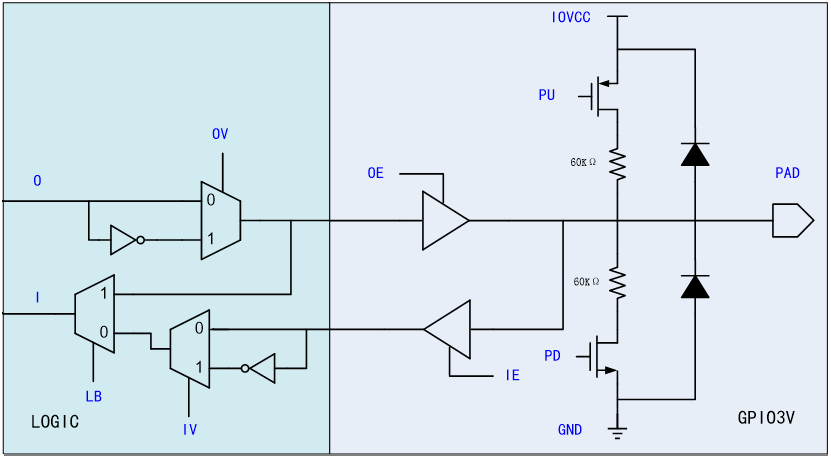 IOVCC
PU
OV
60KΩ
O
OE
PAD
0
1
I
1
60KΩ
0
0
1
PD
IE
LB
LOGIC
IV
GND
GPIO3V